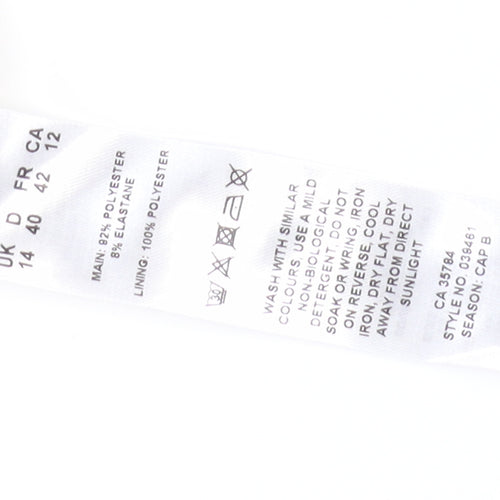 UK D FR CA
14 40 42 12
MAIN: 92% POLYESTER
8% ELASTANE
LINING: 100% POLYESTER
30
WASH WITH SIMILAR
COLOURS. USE A MILD
NON-BIOLOGICAL
DETERGENT. DO NOT
SOAK OR WRING, IRON
ON REVERSE, COOL
IRON, DRY FLAT, DRY
AWAY FROM DIRECT
SUNLIGHT
CA 35784
STYLE NO. 039461
SEASON: CAP B